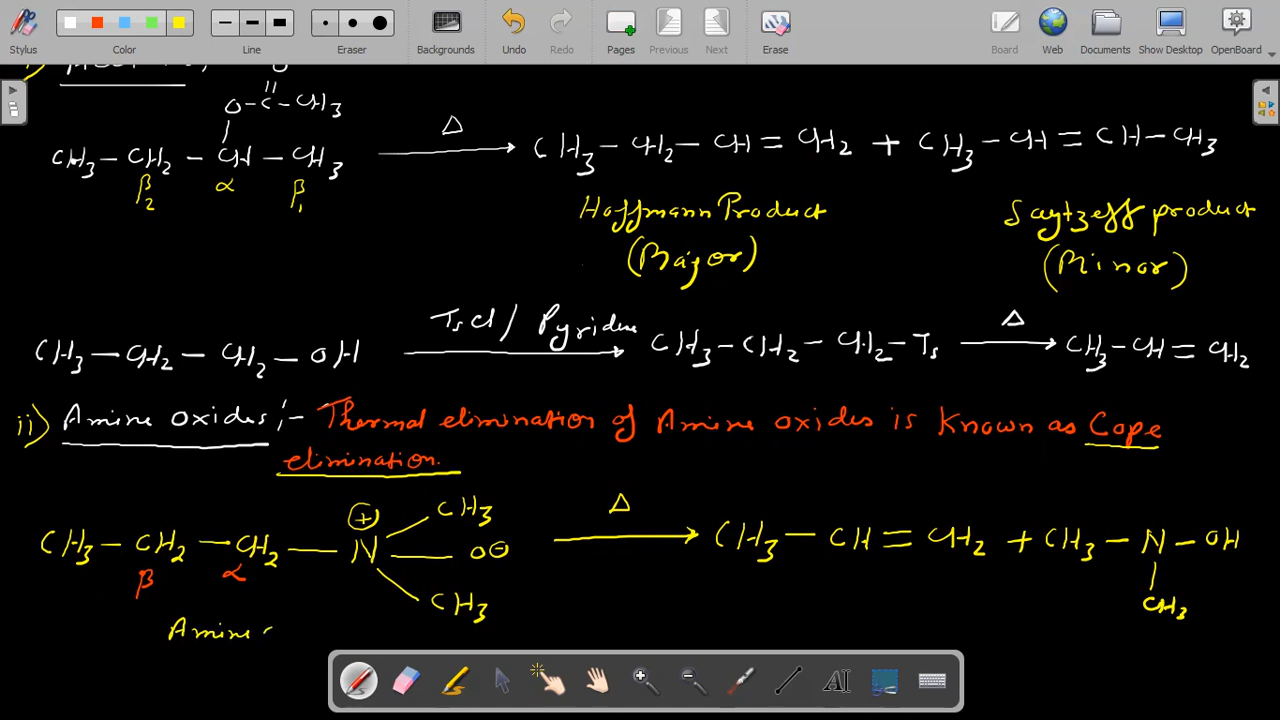 Stylus Color Line Eraser Backgrounds Undo Redo Pages Previous Next Erase Board Web Documents Show Desktop OpenBoard
O-C-CH3
CH3-CH2-CH-CH3 Δ CH3-CH2-CH=CH2 + CH3-CH=CH-CH3
β2 α β1
Hoffmann Product Saytzeff product
(Major) (Minor)
CH3-CH2-CH2-OH TsCl/Pyridine CH3-CH2-CH2-Ts Δ CH3-CH=CH2
ii) Amine oxides :- Thermal elimination of Amine oxides is known as Cope
elimination.
⊕ CH3
CH3-CH2-CH2-N-O⊖ Δ CH3-CH=CH2 + CH3-N-OH
β α CH3 CH3
Amine